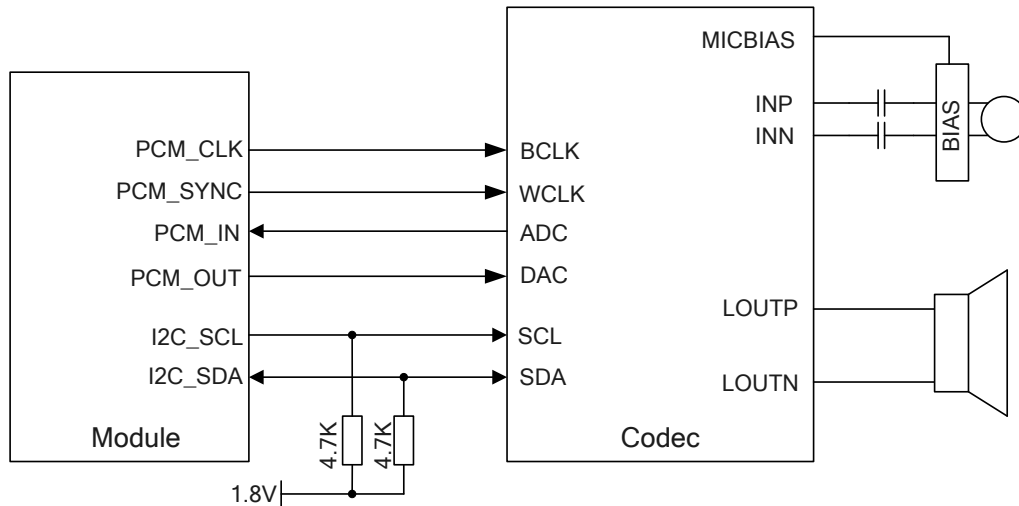 MICBIAS
INP
INN
BIAS
PCM_CLK
BCLK
PCM_SYNC
WCLK
PCM_IN
ADC
PCM_OUT
DAC
LOUTP
I2C_SCL
SCL
I2C_SDA
SDA
LOUTN
Module
4.7K
4.7K
Codec
1.8V